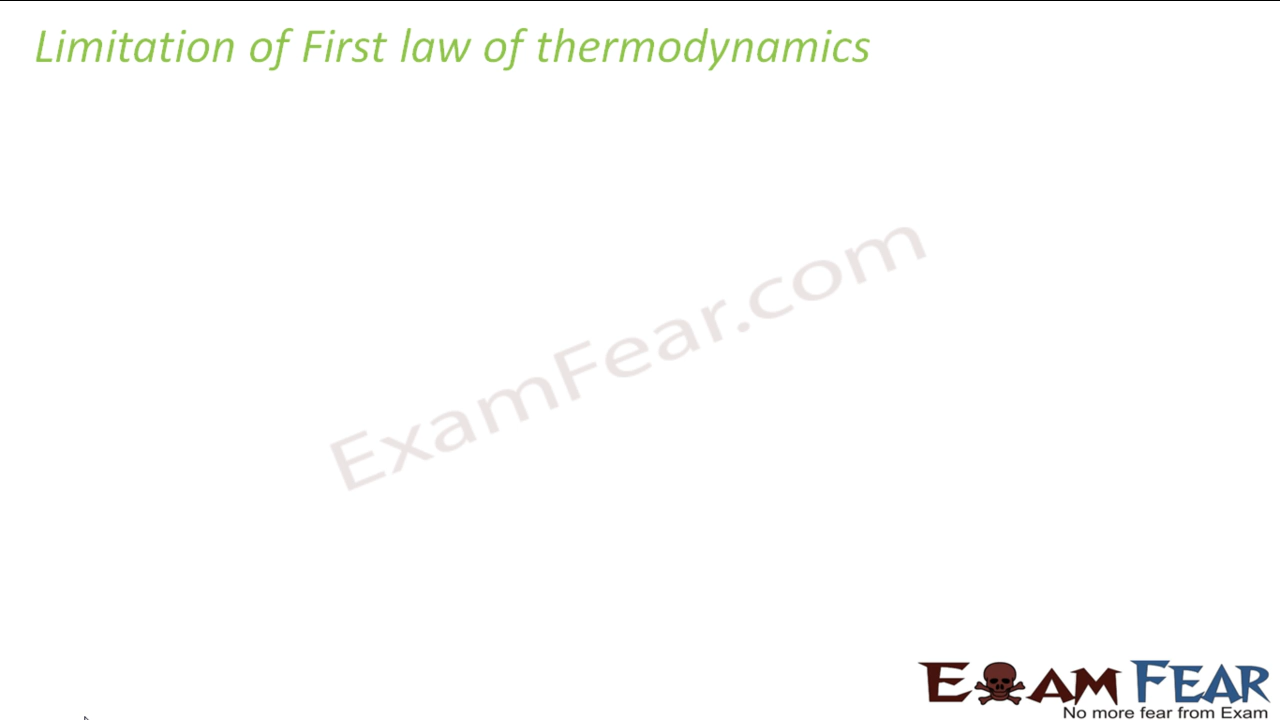 Limitation of First law of thermodynamics
ExamFear.com
EXAM FEAR
No more fear from Exam